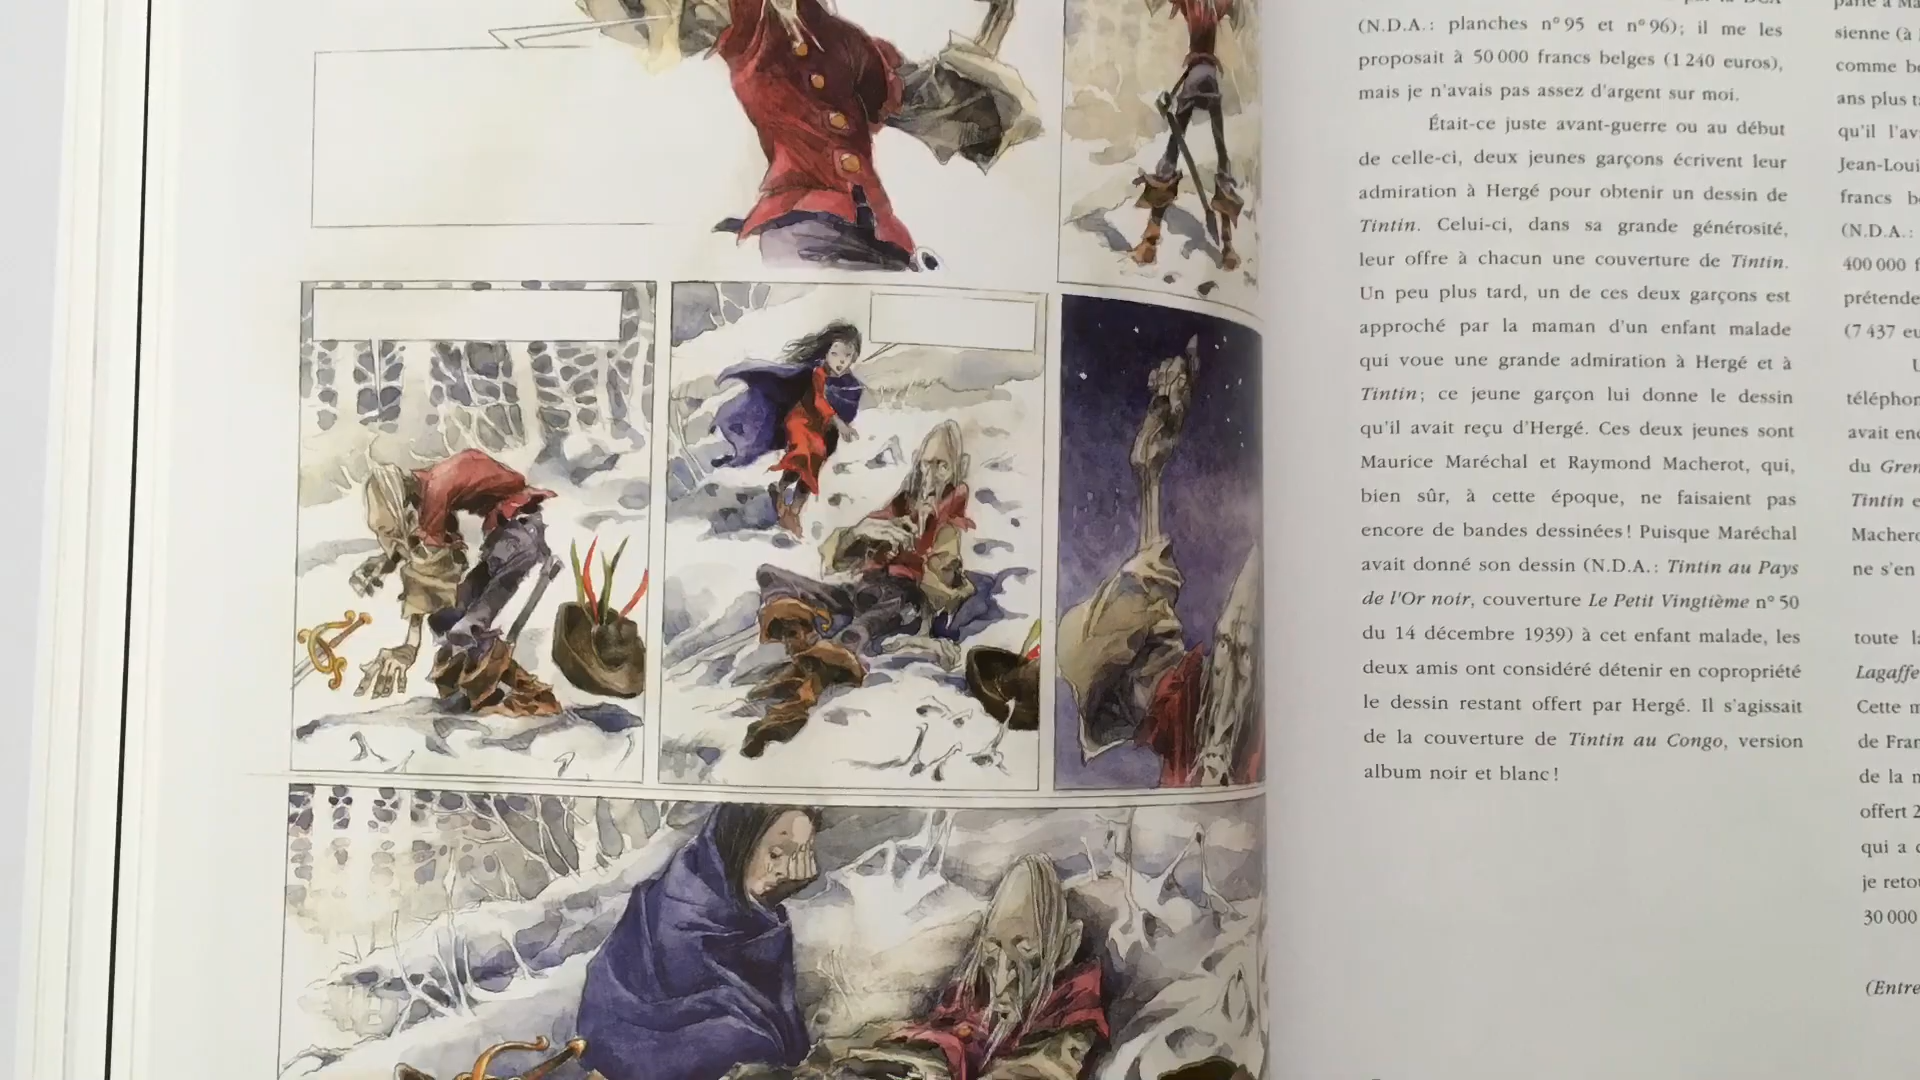 (N.D.A.: planches n° 95 et n° 96); il me les
proposait à 50 000 francs belges (1 240 euros),
mais je n'avais pas assez d'argent sur moi.
Était-ce juste avant-guerre ou au début
de celle-ci, deux jeunes garçons écrivent leur
admiration à Hergé pour obtenir un dessin de
Tintin. Celui-ci, dans sa grande générosité,
leur offre à chacun une couverture de Tintin.
Un peu plus tard, un de ces deux garçons est
approché par la maman d'un enfant malade
qui voue une grande admiration à Hergé et à
Tintin; ce jeune garçon lui donne le dessin
qu'il avait reçu d'Hergé. Ces deux jeunes sont
Maurice Maréchal et Raymond Macherot, qui,
bien sûr, à cette époque, ne faisaient pas
encore de bandes dessinées! Puisque Maréchal
avait donné son dessin (N.D.A.: Tintin au Pays
de l'Or noir, couverture Le Petit Vingtième n° 50
du 14 décembre 1939) à cet enfant malade, les
deux amis ont considéré détenir en copropriété
le dessin restant offert par Hergé. Il s'agissait
de la couverture de Tintin au Congo, version
album noir et blanc!
sienne (à
comme
ans plus
qu'il
Jean-Loui
francs
(N.D.A.:
400 000
(7 437
avait
du
Tintin
ne s'en
toute
Lagaffe
Cette
de
de la
offert
qui a
je
30 000
(Entre